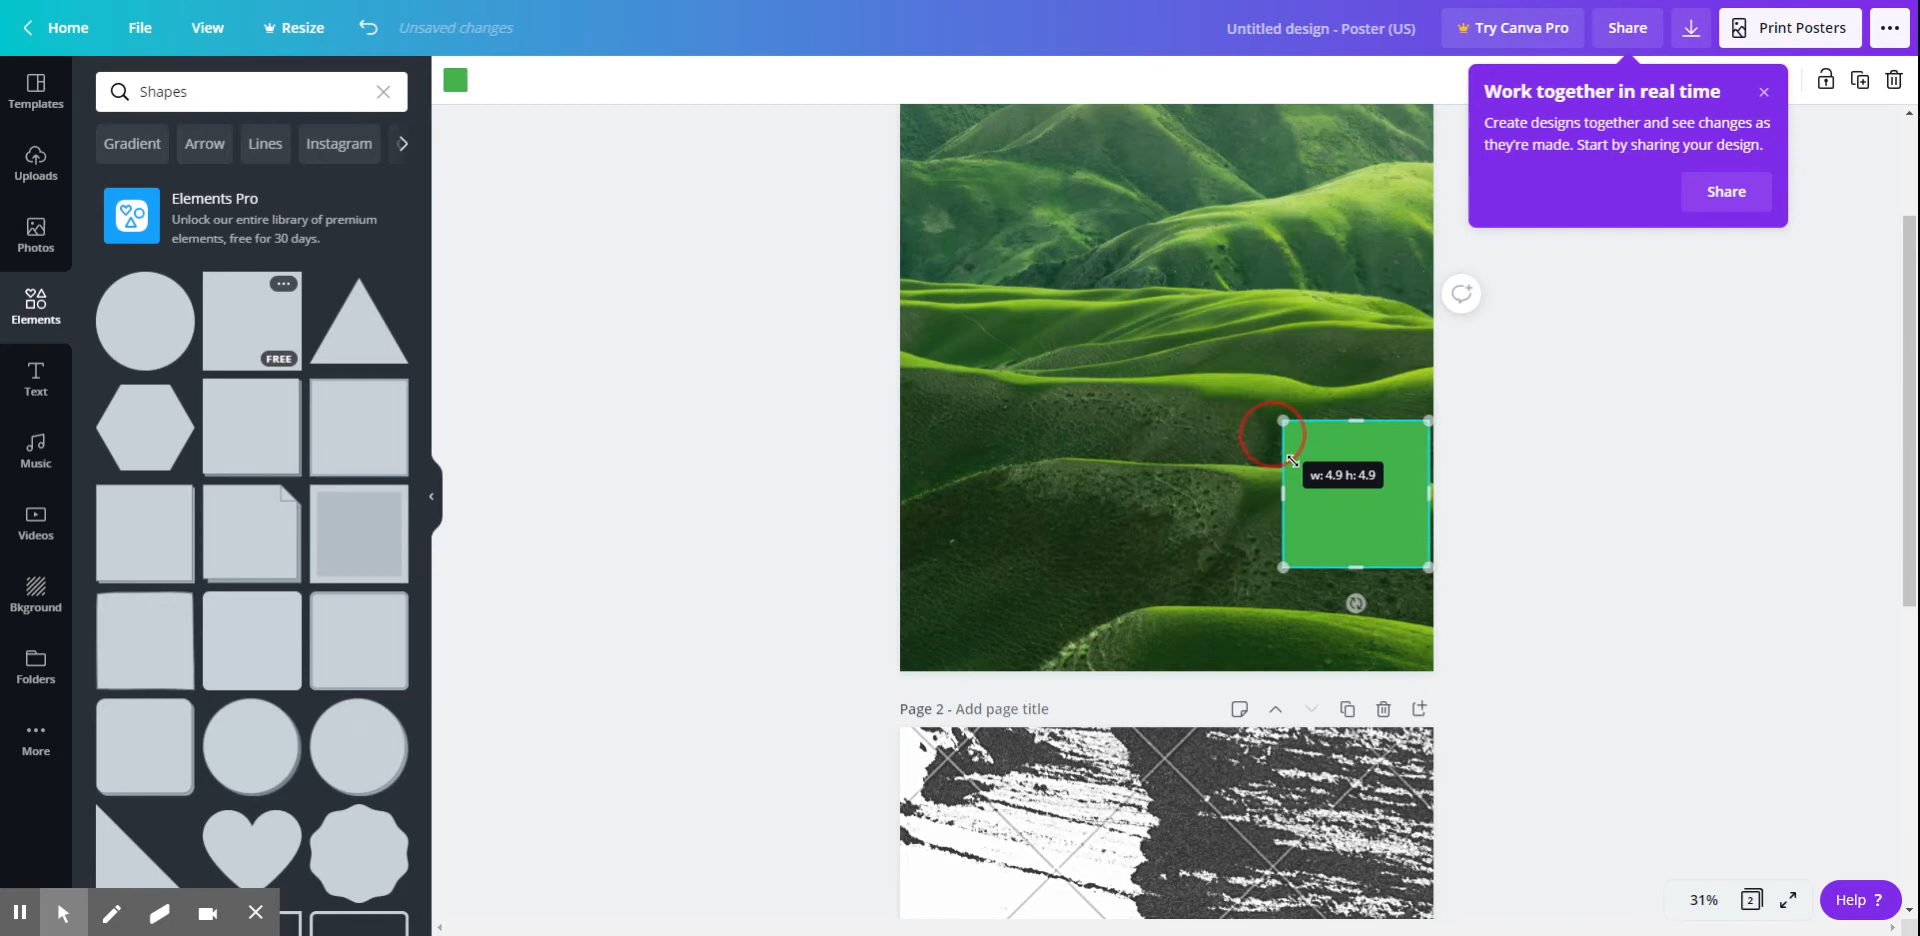 Home
File
View
Resize
Unsaved changes
Untitled design - Poster (US)
Try Canva Pro
Share
Print Posters
Templates
Uploads
Photos
Elements
Text
Music
Videos
Bkground
Folders
More
Shapes
Gradient
Arrow
Lines
Instagram
Elements Pro
Unlock our entire library of premium
elements, free for 30 days.
FREE
Work together in real time
Create designs together and see changes as
they're made. Start by sharing your design.
Share
w: 4.9 h: 4.9
Page 2 - Add page title
31%
2
Help ?